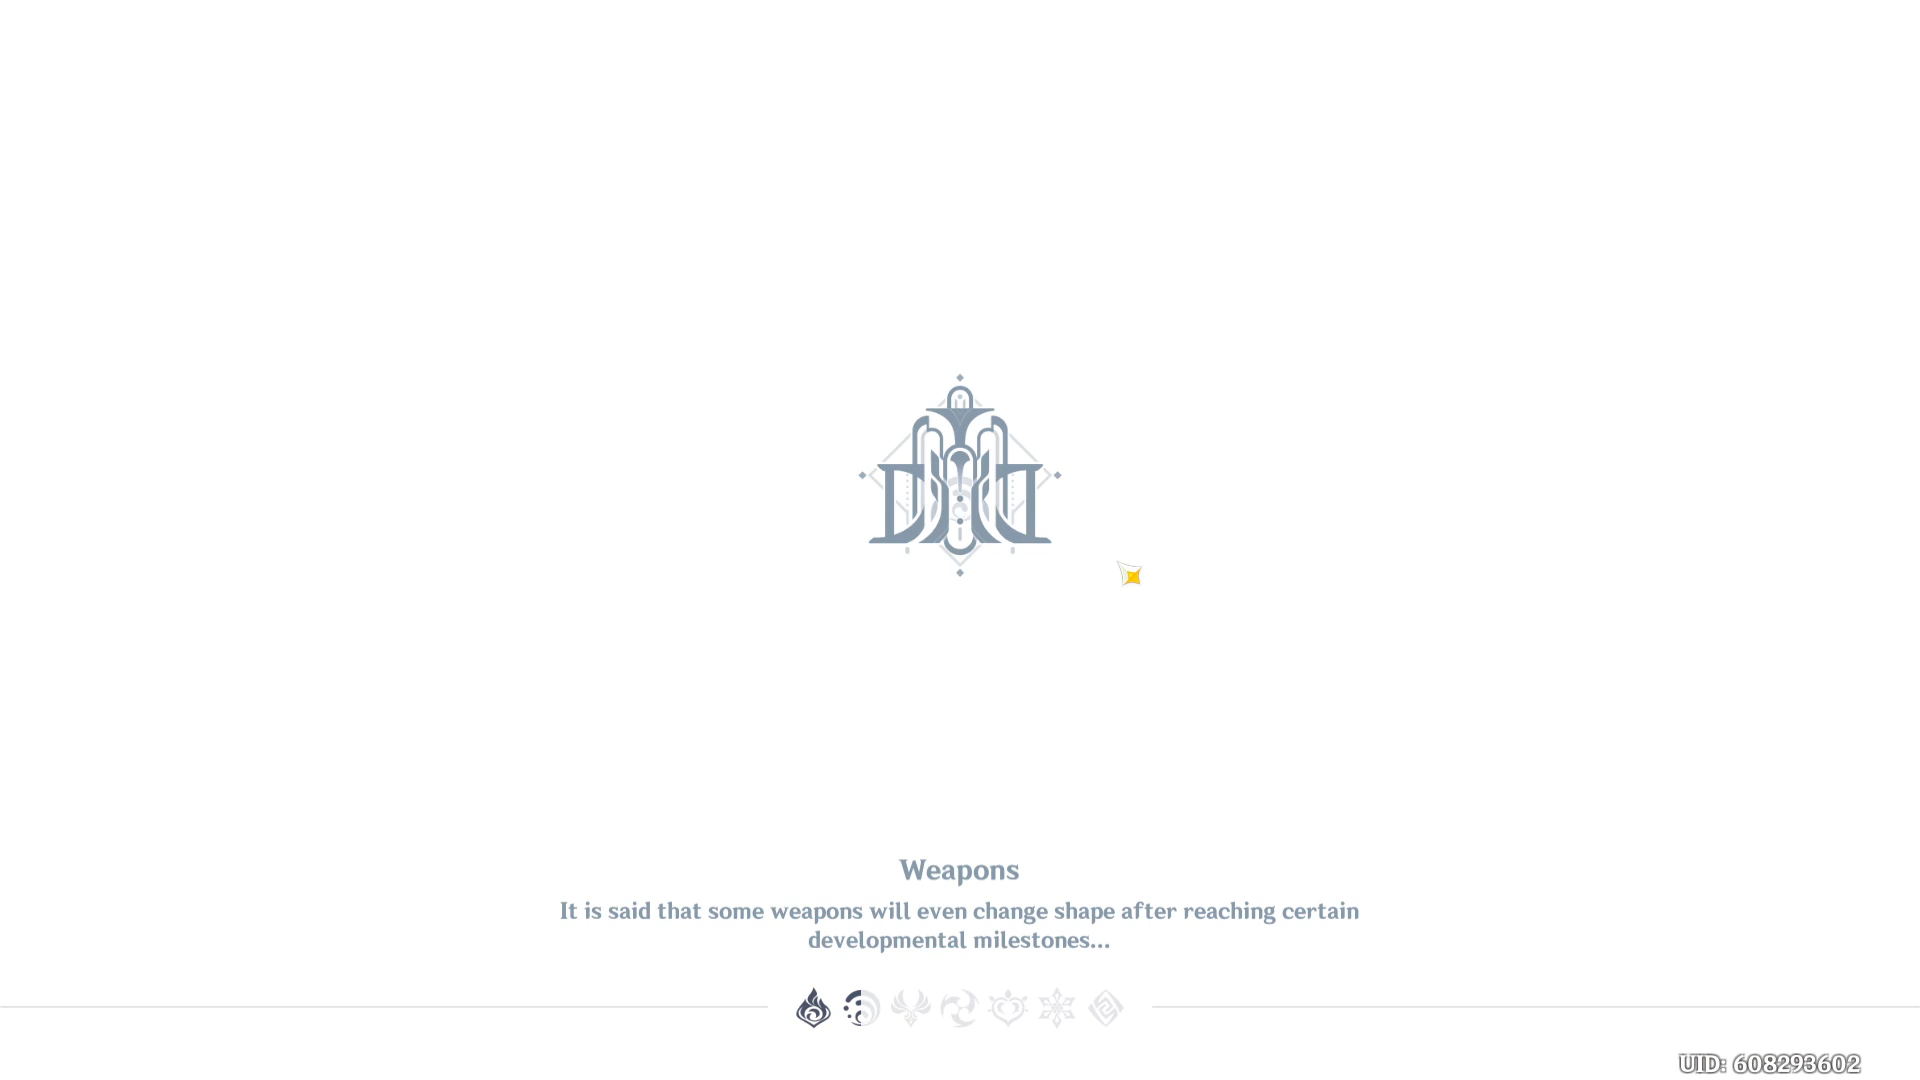 Weapons
It is said that some weapons will even change shape after reaching certain
developmental milestones...
UID: 608293602